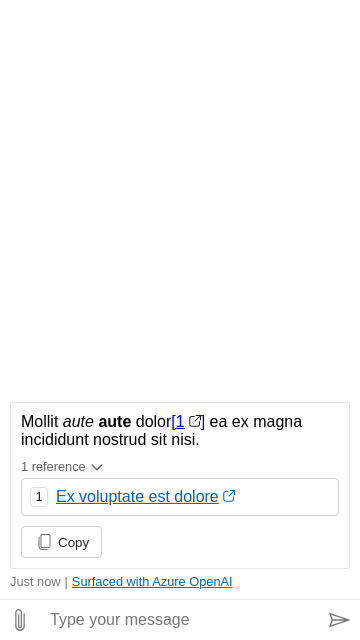 Mollit aute aute dolor[1] ea ex magna
incididunt nostrud sit nisi.
1 reference
1 Ex voluptate est dolore
Copy
Just now | Surfaced with Azure OpenAI
Type your message